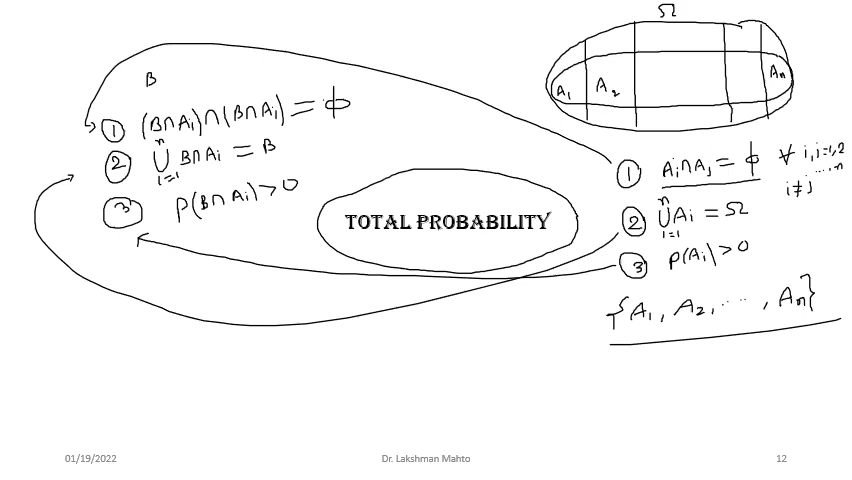 Ω
A₁ A₂ Aₙ
B
① (B∩Aᵢ)∩(B∩Aᵢ) = ϕ
② ⋃ᵢ₌₁ⁿ B∩Aᵢ = B
③ P(B∩Aᵢ)>0
TOTAL PROBABILITY
① Aᵢ∩Aⱼ = ϕ ∀ i,j=1,2
....,n
i≠j
② ⋃ᵢ₌₁ⁿ Aᵢ = Ω
③ P(Aᵢ)>0
{A₁, A₂, ...., Aₙ}
01/19/2022 Dr. Lakshman Mahto 12